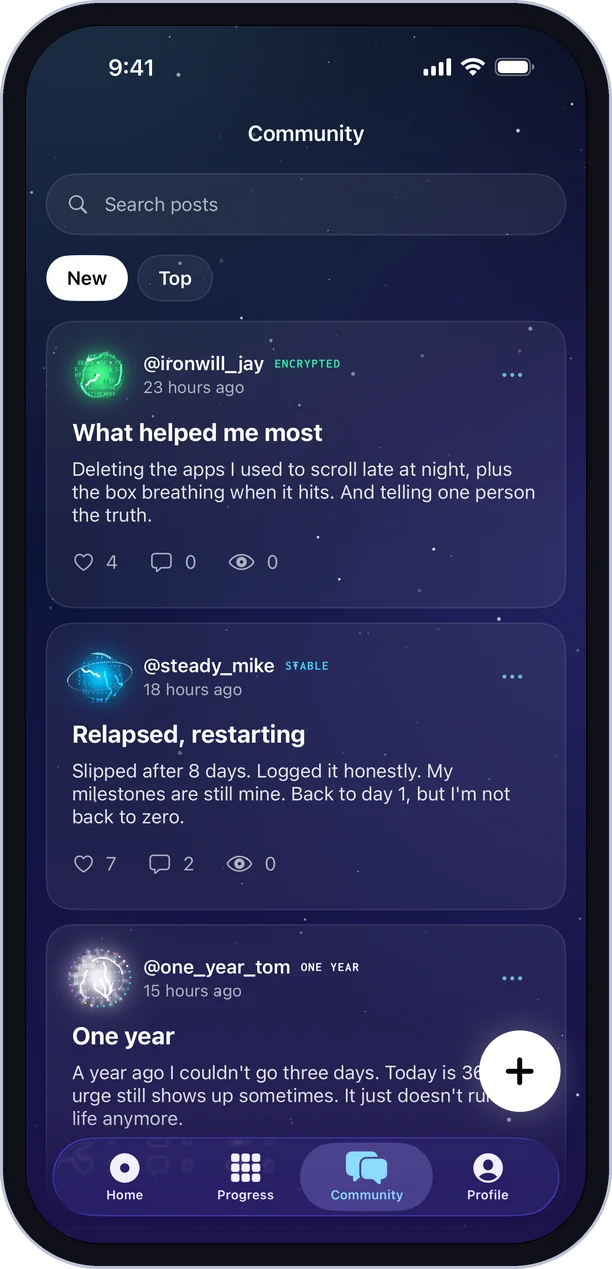 9:41
Community
Search posts
New
Top
@ironwill_jay ENCRYPTED
23 hours ago
What helped me most
Deleting the apps I used to scroll late at night, plus
the box breathing when it hits. And telling one person
the truth.
4 0 0
@steady_mike STABLE
18 hours ago
Relapsed, restarting
Slipped after 8 days. Logged it honestly. My
milestones are still mine. Back to day 1, but I'm not
back to zero.
7 2 0
@one_year_tom ONE YEAR
15 hours ago
One year
A year ago I couldn't go three days. Today is
urge still shows up sometimes. It just doesn't
life anymore.
Home
Progress
Community
Profile